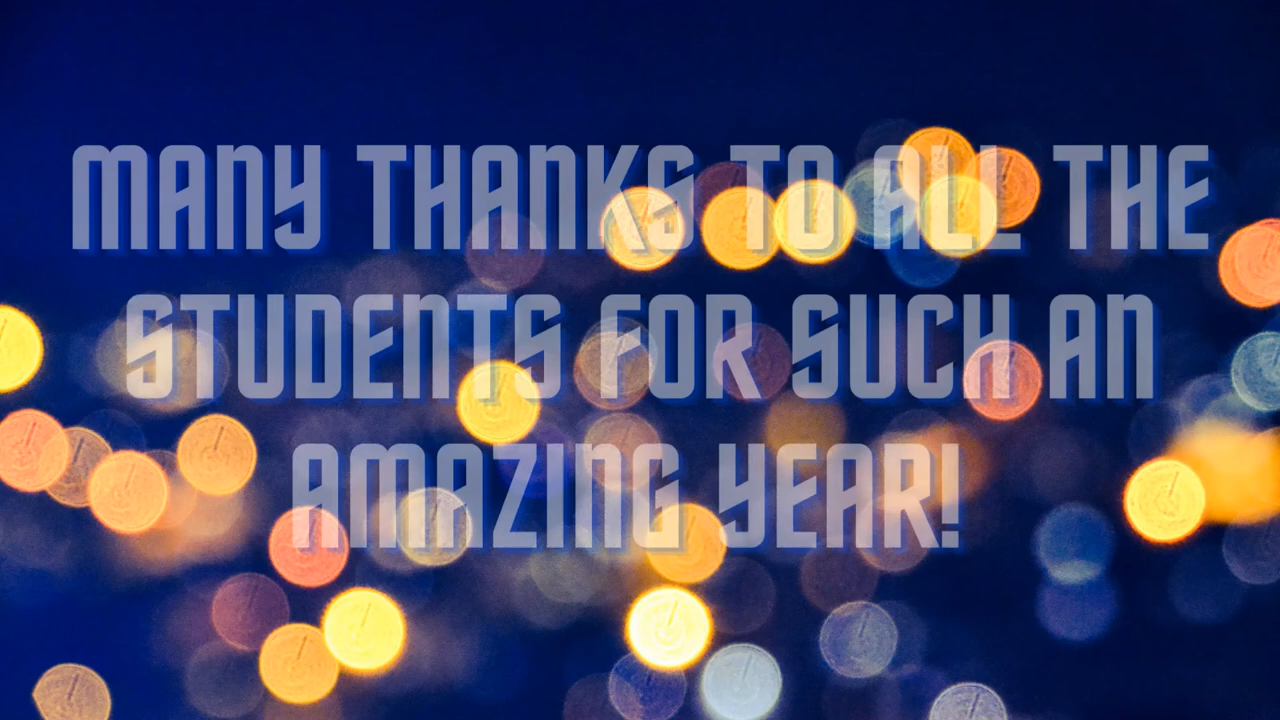 MANY THANKS TO ALL THE
STUDENTS FOR SUCH AN
AMAZING YEAR!